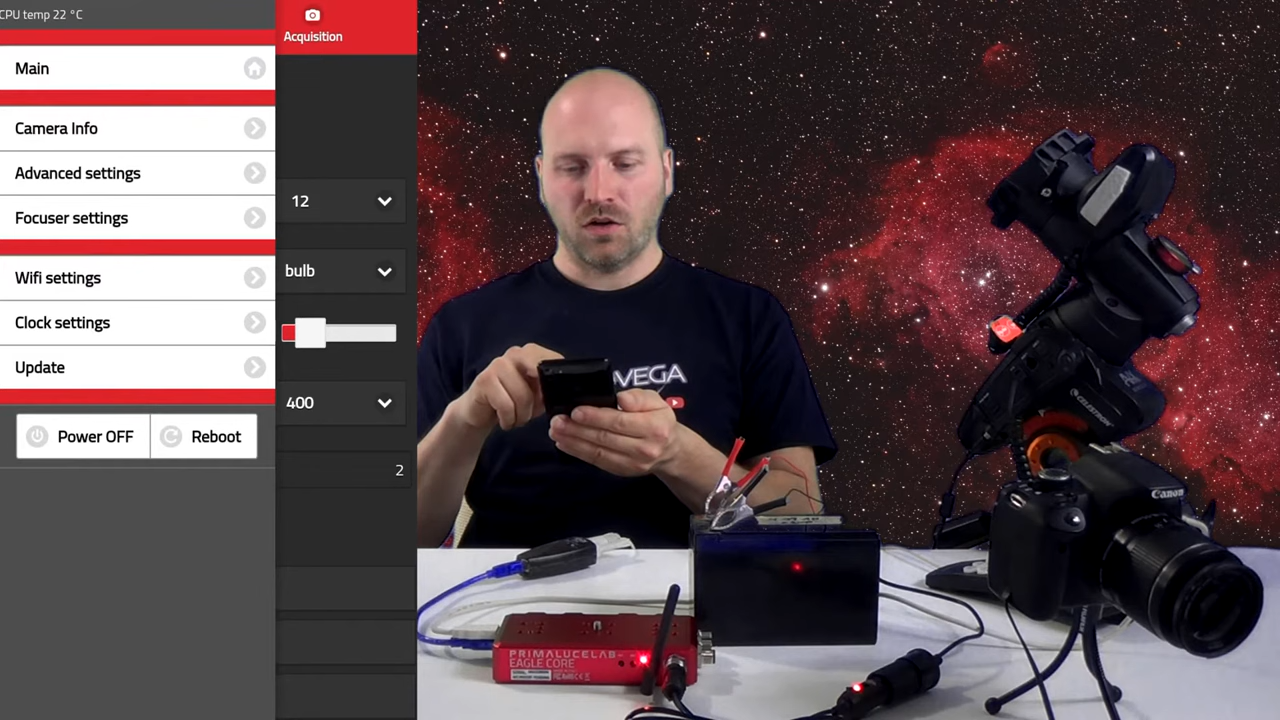 CPU temp 22 °C
Acquisition
Main
Camera Info
Advanced settings
Focuser settings
Wifi settings
Clock settings
Update
Power OFF
Reboot
12
bulb
400
2
VEGA
PRIMALUCELAB
EAGLE CORE
CELESTRON
Canon